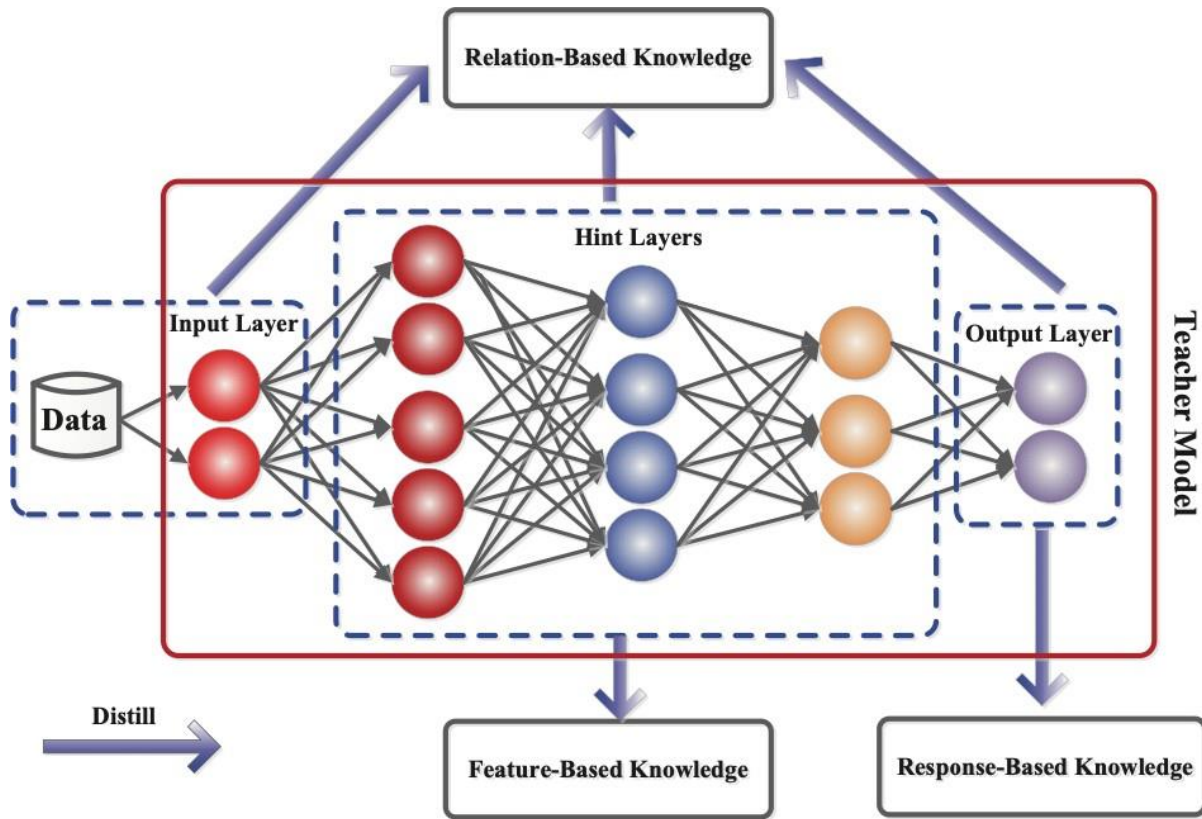 Relation-Based Knowledge
Hint Layers
Input Layer
Output Layer
Data
Teacher Model
Distill
Feature-Based Knowledge
Response-Based Knowledge